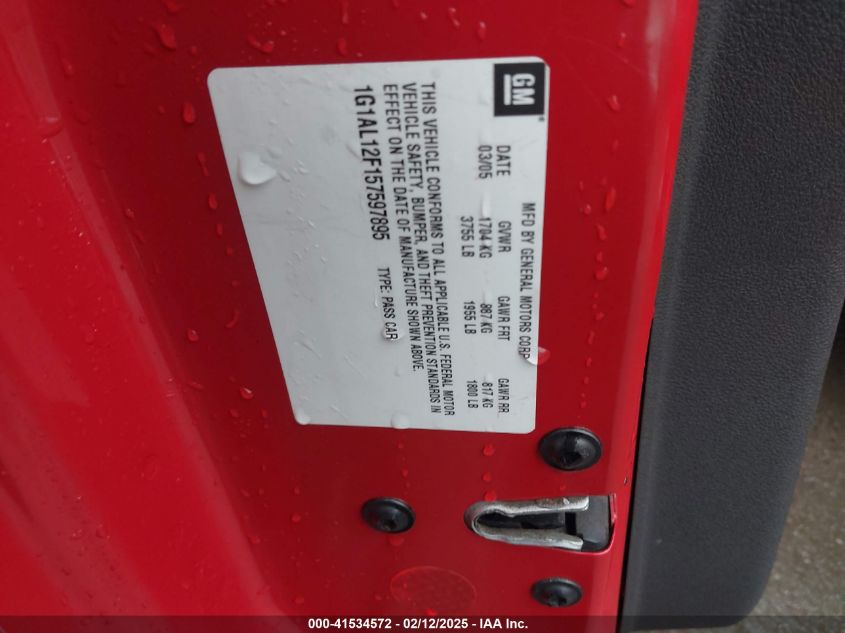 GM
MFD BY GENERAL MOTORS CORP
DATE GVWR GAWR FRT GAWR RR
03/05 1704 KG 887 KG 817 KG
3755 LB 1955 LB 1800 LB
THIS VEHICLE CONFORMS TO ALL APPLICABLE U.S. FEDERAL MOTOR
VEHICLE SAFETY, BUMPER, AND THEFT PREVENTION STANDARDS IN
EFFECT ON THE DATE OF MANUFACTURE SHOWN ABOVE.
1G1AL12F157597895 TYPE: PASS CAR
000-41534572 - 02/12/2025 - IAA Inc.